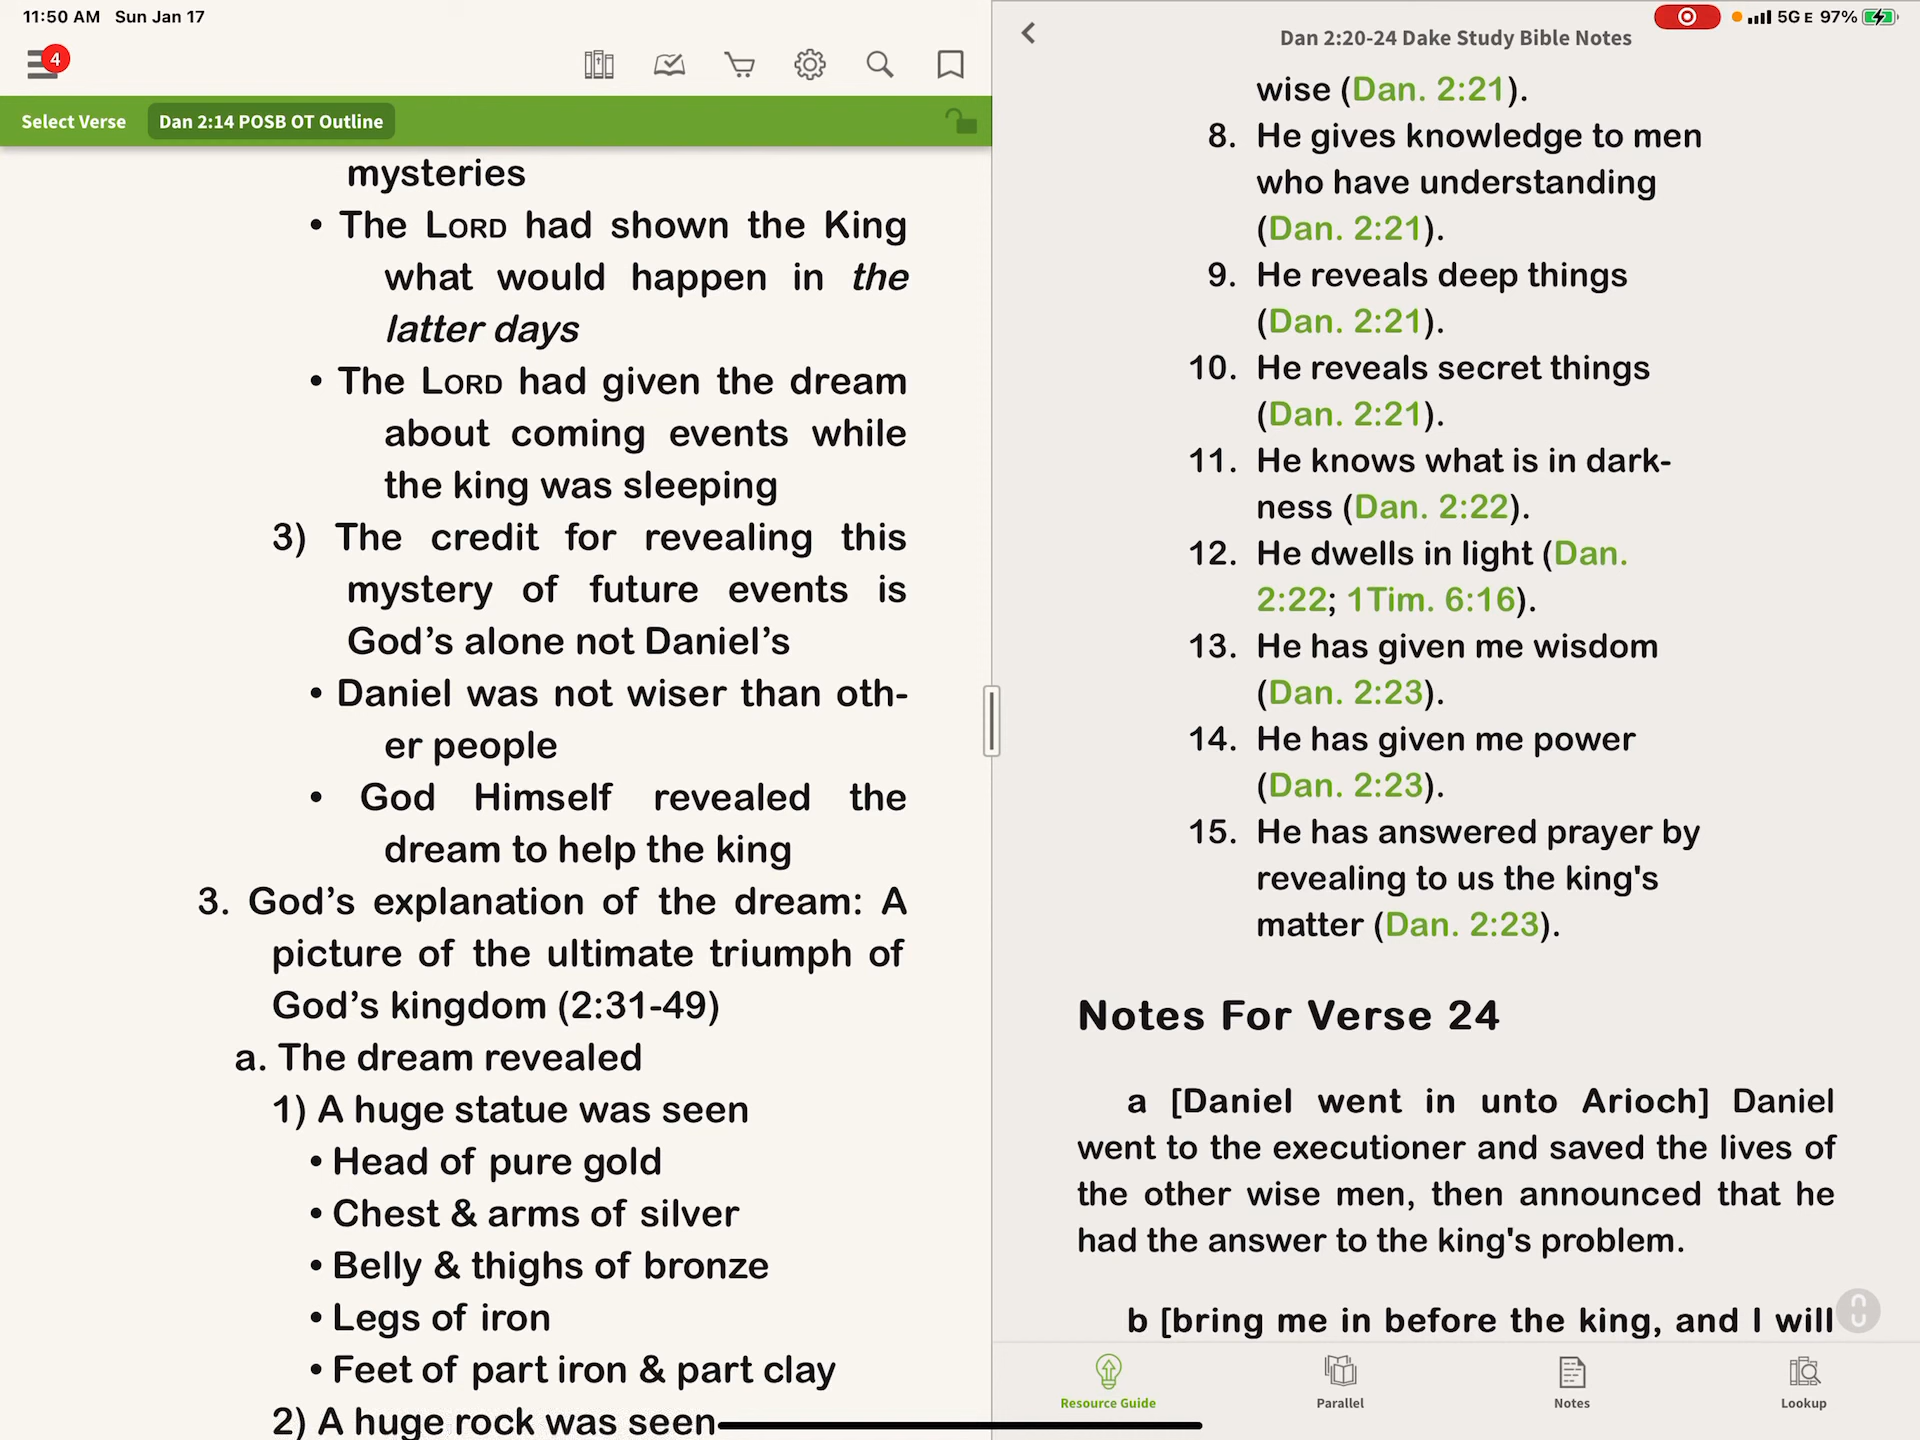 11:50 AM Sun Jan 17
4
Select Verse
Dan 2:14 POSB OT Outline
mysteries
• The LORD had shown the King
what would happen in the
latter days
• The LORD had given the dream
about coming events while
the king was sleeping
3) The credit for revealing this
mystery of future events is
God’s alone not Daniel’s
• Daniel was not wiser than oth-
er people
• God Himself revealed the
dream to help the king
3. God’s explanation of the dream: A
picture of the ultimate triumph of
God’s kingdom (2:31-49)
a. The dream revealed
1) A huge statue was seen
• Head of pure gold
• Chest & arms of silver
• Belly & thighs of bronze
• Legs of iron
• Feet of part iron & part clay
2) A huge rock was seen
5G E 97%
Dan 2:20-24 Dake Study Bible Notes
wise (Dan. 2:21).
8. He gives knowledge to men
who have understanding
(Dan. 2:21).
9. He reveals deep things
(Dan. 2:21).
10. He reveals secret things
(Dan. 2:21).
11. He knows what is in dark-
ness (Dan. 2:22).
12. He dwells in light (Dan.
2:22; 1Tim. 6:16).
13. He has given me wisdom
(Dan. 2:23).
14. He has given me power
(Dan. 2:23).
15. He has answered prayer by
revealing to us the king's
matter (Dan. 2:23).
Notes For Verse 24
a [Daniel went in unto Arioch] Daniel
went to the executioner and saved the lives of
the other wise men, then announced that he
had the answer to the king's problem.
b [bring me in before the king, and I will
Resource Guide
Parallel
Notes
Lookup